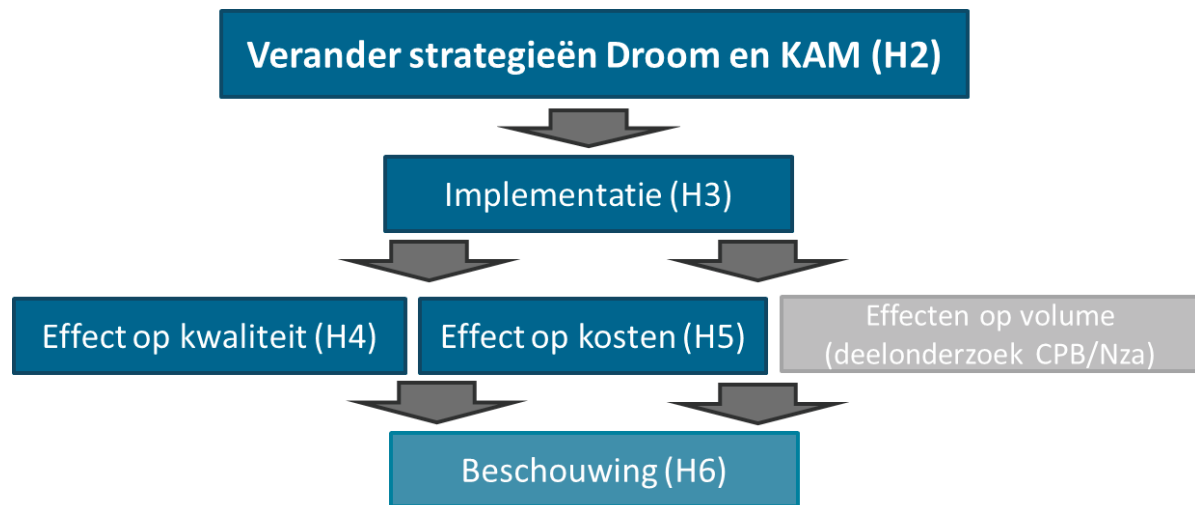 Verander strategieën Droom en KAM (H2)
Implementatie (H3)
Effect op kwaliteit (H4)
Effect op kosten (H5)
Effecten op volume
(deelonderzoek CPB/Nza)
Beschouwing (H6)